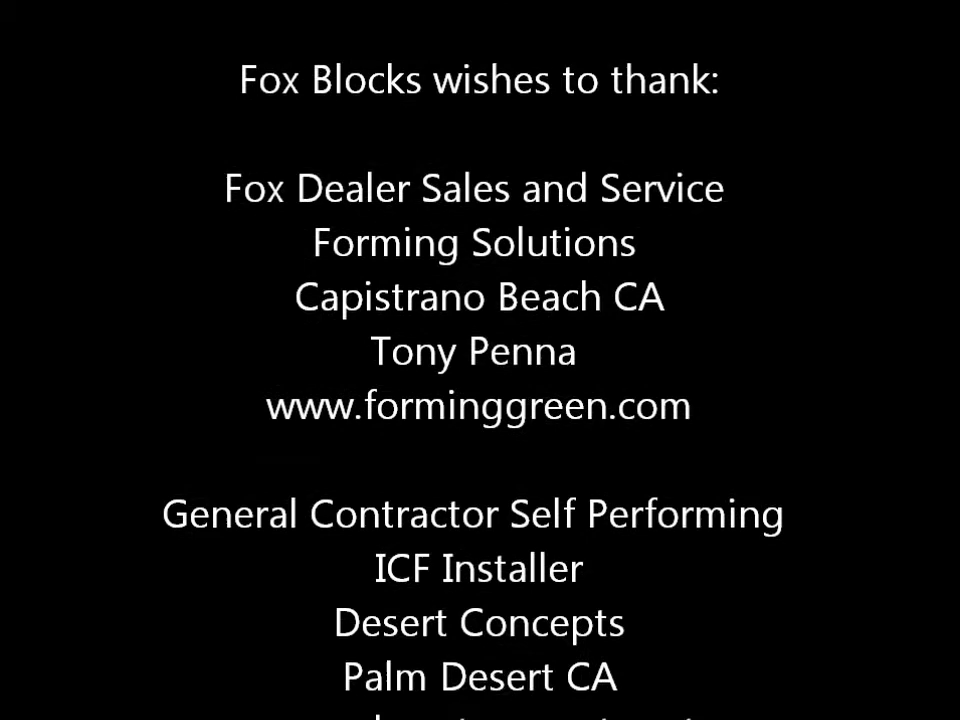 Fox Blocks wishes to thank:
Fox Dealer Sales and Service
Forming Solutions
Capistrano Beach CA
Tony Penna
www.forminggreen.com
General Contractor Self Performing
ICF Installer
Desert Concepts
Palm Desert CA